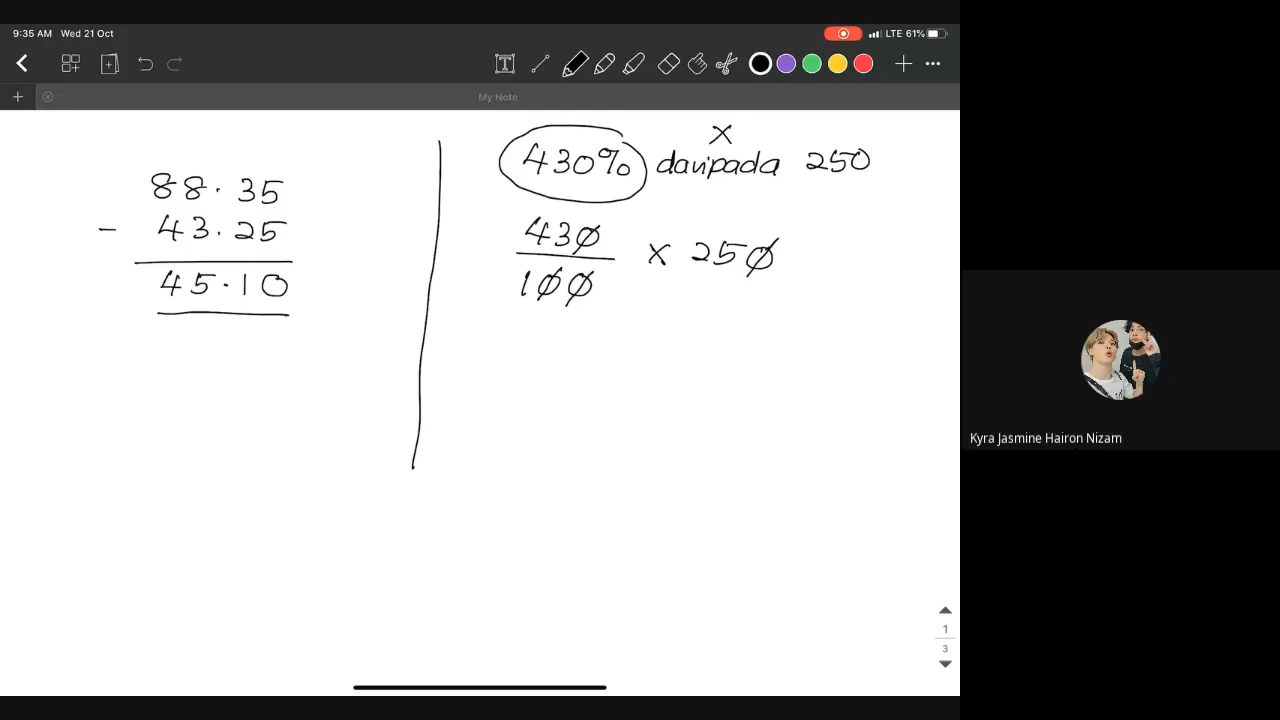 9:35 AM Wed 21 Oct
LTE 61%
My Note
88.35
- 43.25
45.10
×
430% daripada 250
430
100
× 250
1
3
Kyra Jasmine Hairon Nizam